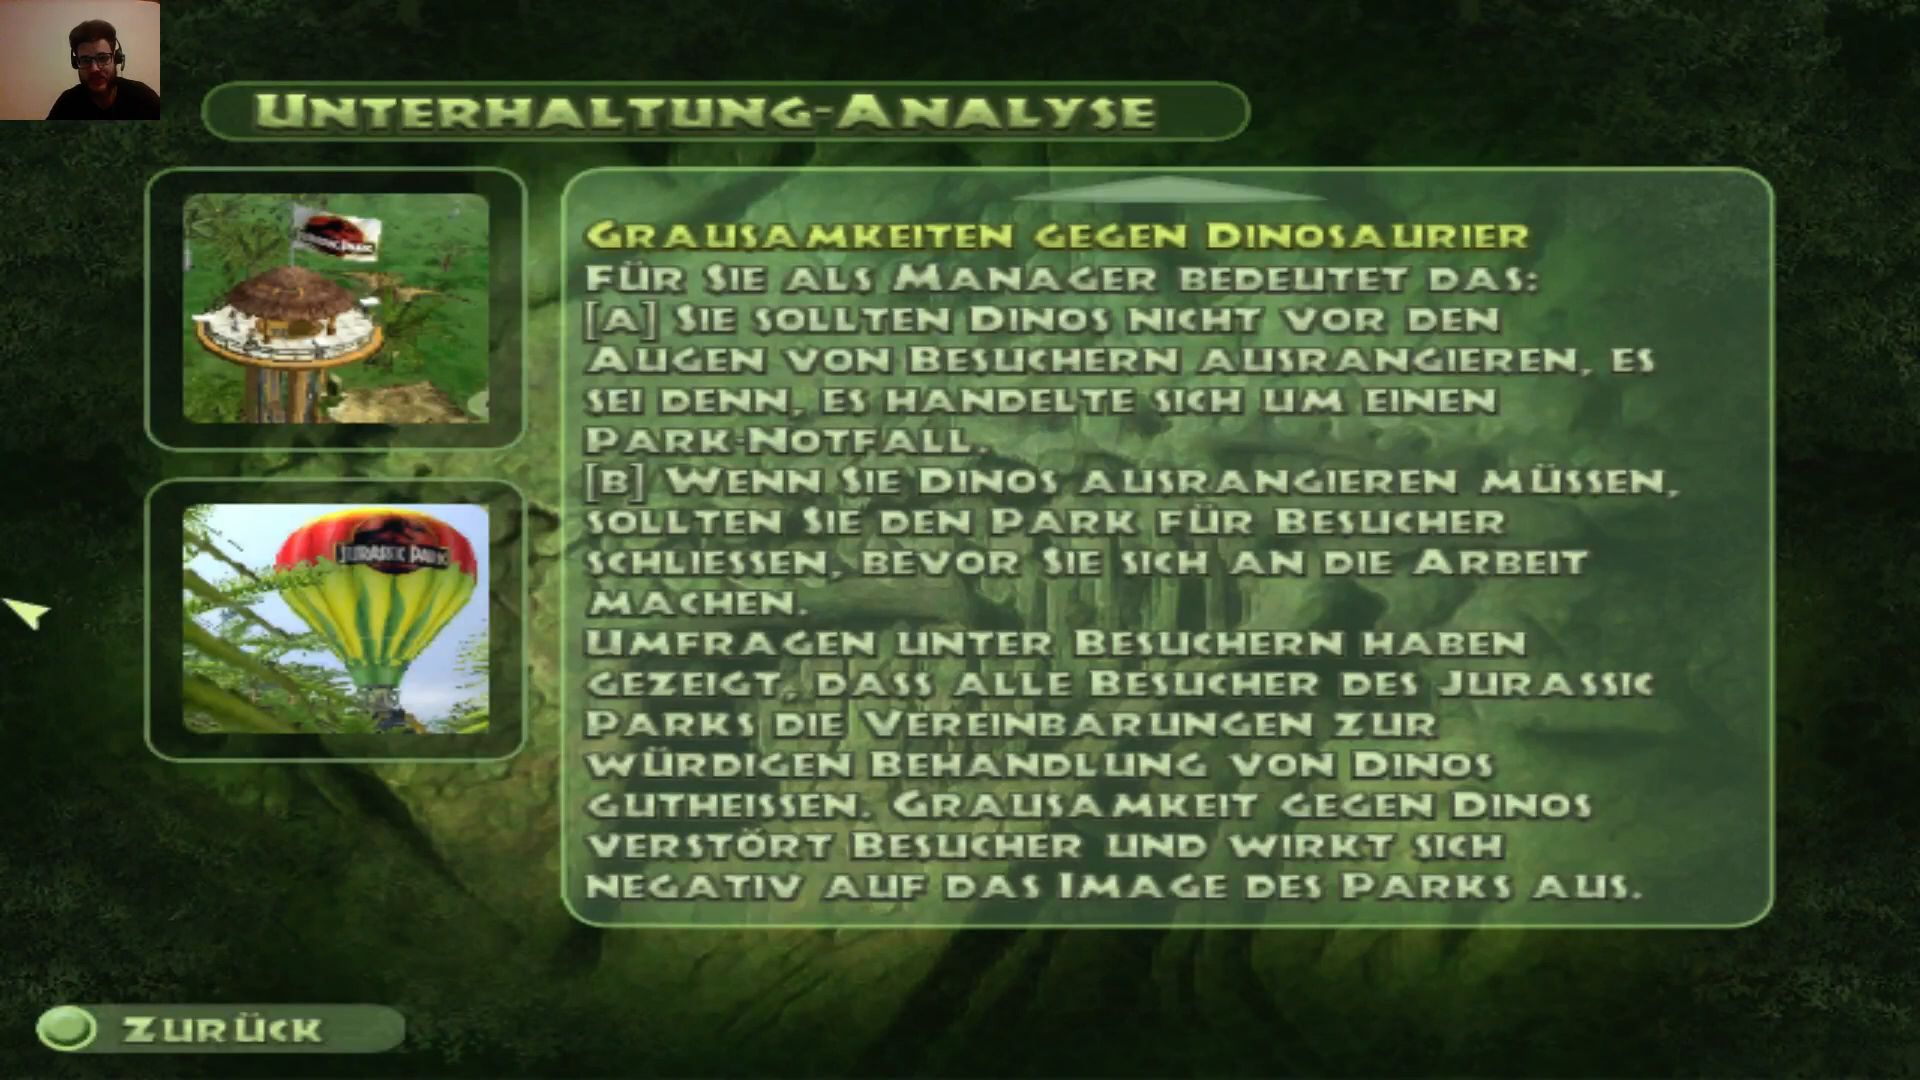 Unterhaltung-Analyse
Jurassic Park
Grausamkeiten gegen Dinosaurier
Für Sie als Manager bedeutet das:
[A] Sie sollten Dinos nicht vor den
Augen von Besuchern ausrangieren, es
sei denn, es handelte sich um einen
Park-Notfall.
[B] Wenn Sie Dinos ausrangieren müssen,
sollten Sie den Park für Besucher
schliessen, bevor Sie sich an die Arbeit
machen.
Umfragen unter Besuchern haben
gezeigt, dass alle Besucher des Jurassic
Parks die Vereinbarungen zur
würdigen Behandlung von Dinos
gutheissen. Grausamkeit gegen Dinos
verstört Besucher und wirkt sich
negativ auf das Image des Parks aus.
Jurassic Park
Zurück